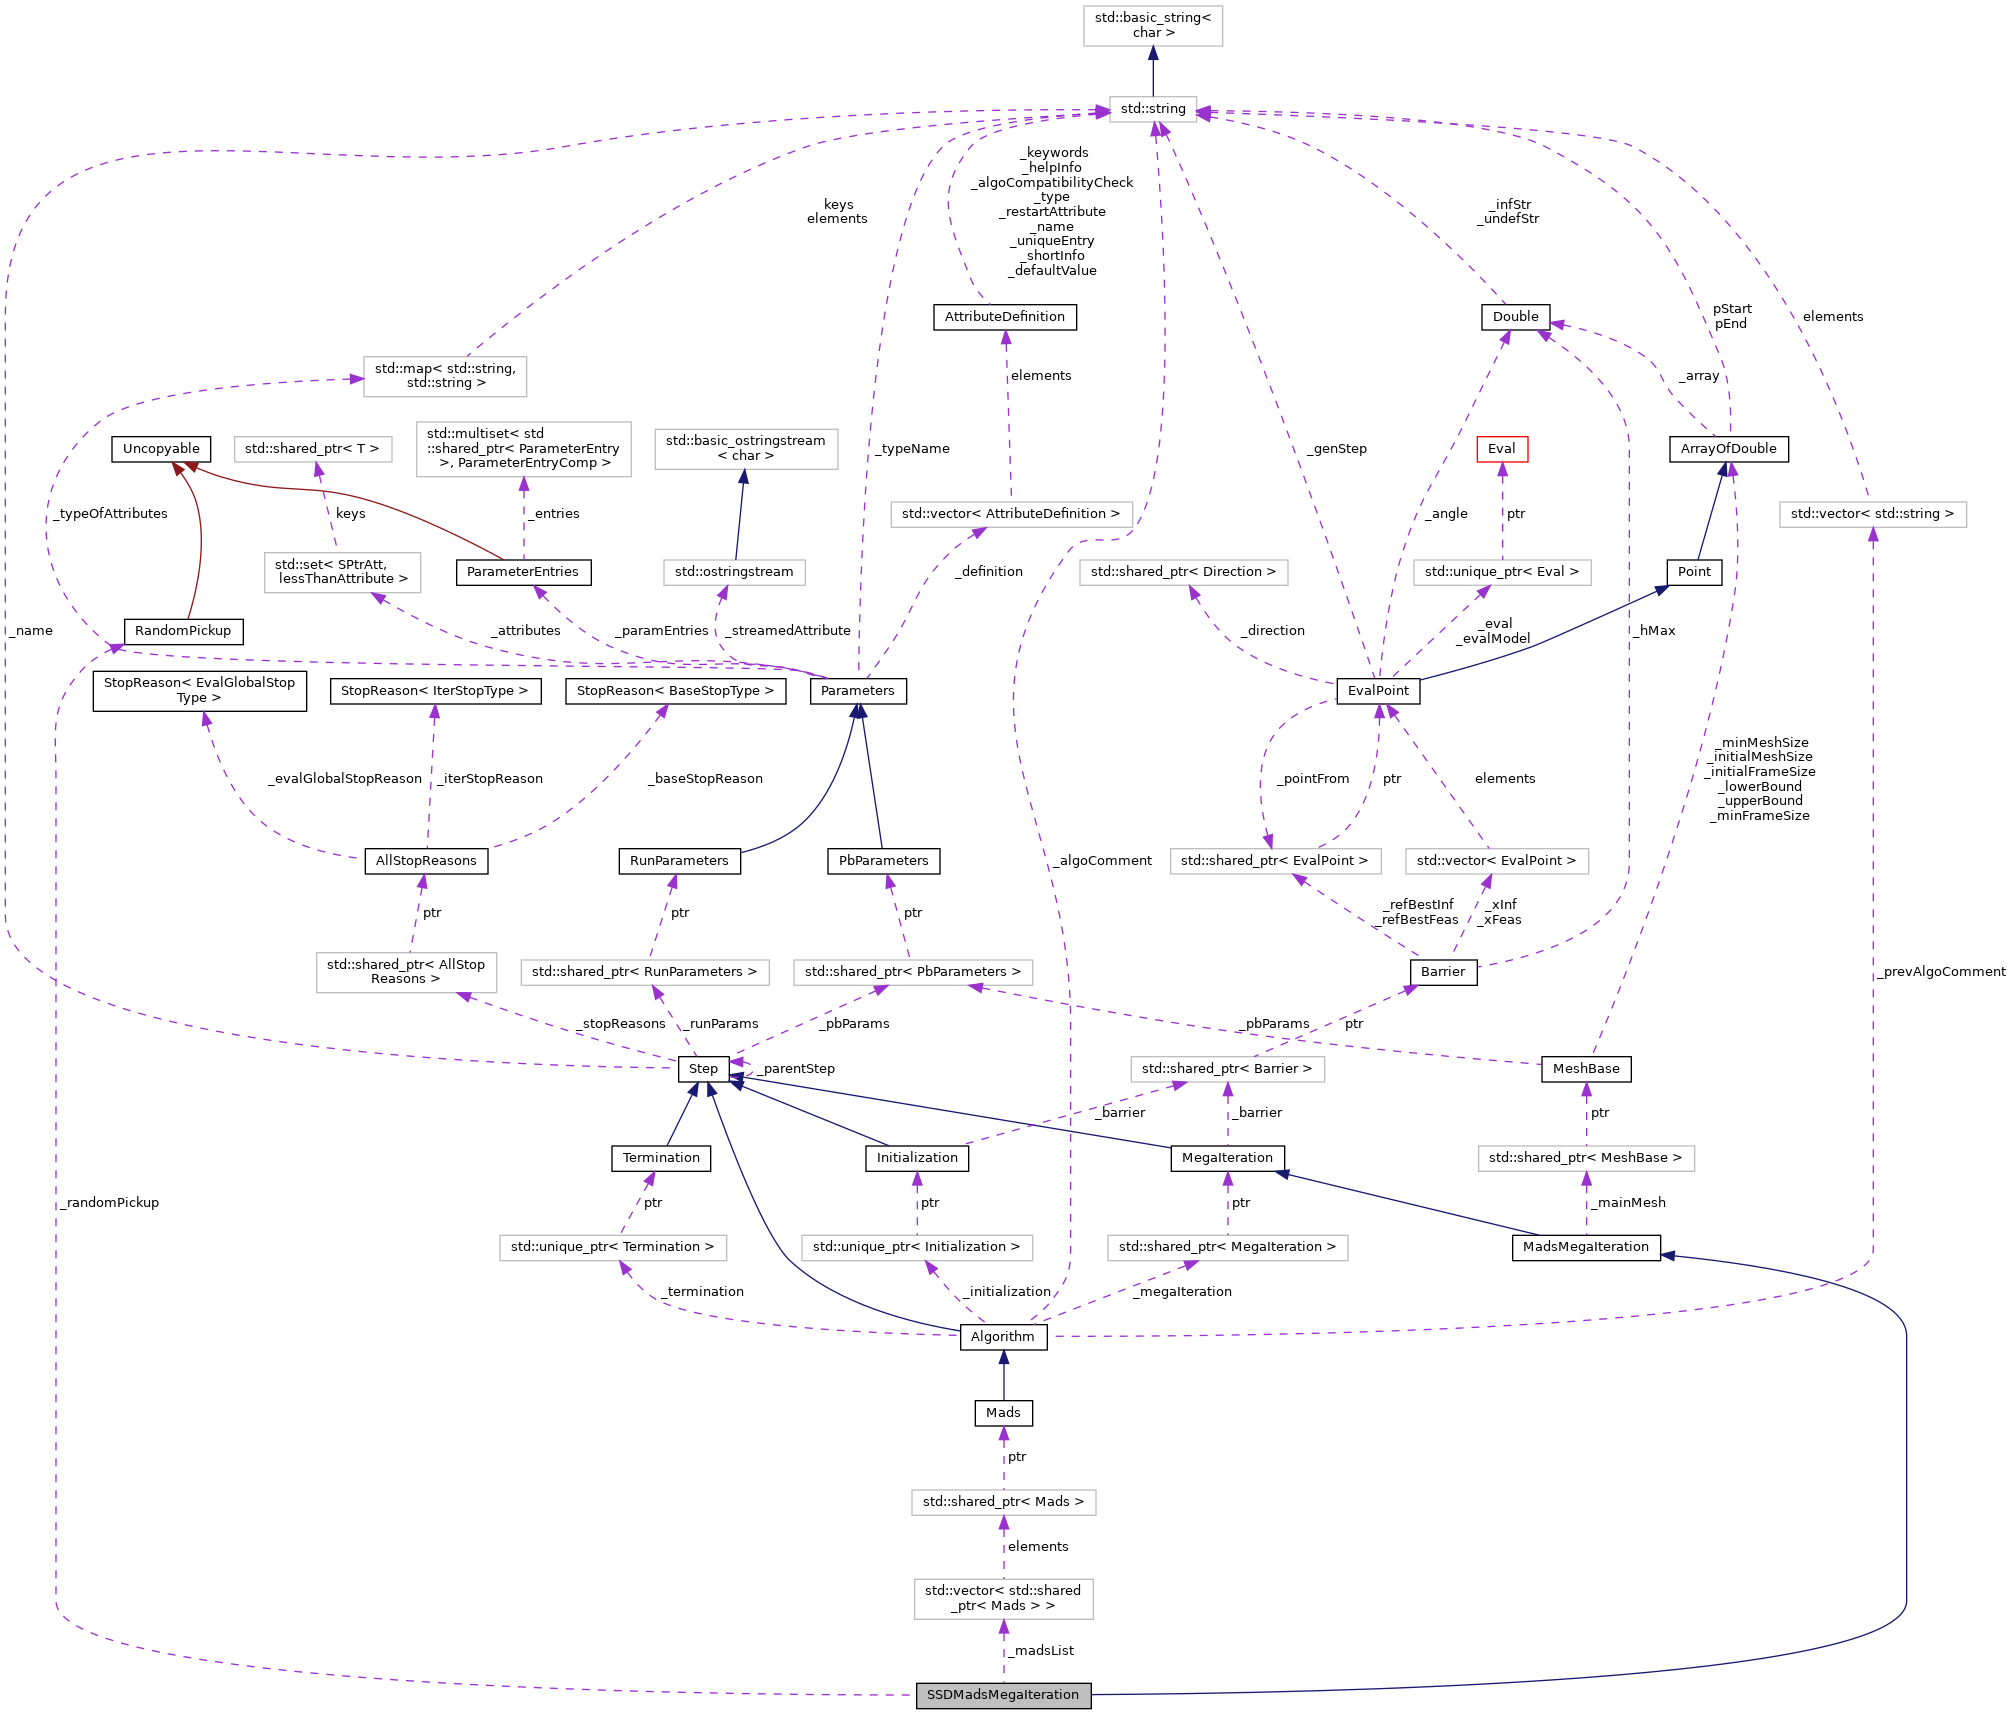 std::basic_string<
char >
std::string
_keywords
_helpInfo
_algoCompatibilityCheck
_type
_restartAttribute
_name
_uniqueEntry
_shortInfo
_defaultValue
keys
elements
_infStr
_undefStr
pStart
pEnd
elements
AttributeDefinition
Double
std::map< std::string,
std::string >
elements
_array
Uncopyable
std::shared_ptr< T >
std::multiset< std
::shared_ptr< ParameterEntry
>, ParameterEntryComp >
std::basic_ostringstream
< char >
_typeName
_genStep
Eval
ArrayOfDouble
_typeOfAttributes
keys
_entries
std::vector< AttributeDefinition >
_angle
ptr
std::vector< std::string >
std::set< SPtrAtt,
lessThanAttribute >
ParameterEntries
std::ostringstream
_definition
std::shared_ptr< Direction >
std::unique_ptr< Eval >
Point
_name
RandomPickup
_attributes
_paramEntries
_streamedAttribute
_direction
_eval
_evalModel
_hMax
StopReason< EvalGlobalStop
Type >
StopReason< IterStopType >
StopReason< BaseStopType >
Parameters
EvalPoint
_evalGlobalStopReason
_iterStopReason
_baseStopReason
_pointFrom
ptr
elements
_minMeshSize
_initialMeshSize
_initialFrameSize
_lowerBound
_upperBound
_minFrameSize
AllStopReasons
RunParameters
PbParameters
_algoComment
std::shared_ptr< EvalPoint >
std::vector< EvalPoint >
ptr
ptr
ptr
_refBestInf
_refBestFeas
_xInf
_xFeas
std::shared_ptr< AllStop
Reasons >
std::shared_ptr< RunParameters >
std::shared_ptr< PbParameters >
Barrier
_prevAlgoComment
_stopReasons
_runParams
_pbParams
_pbParams
ptr
Step
_parentStep
std::shared_ptr< Barrier >
MeshBase
_barrier
_barrier
ptr
Termination
Initialization
MegaIteration
std::shared_ptr< MeshBase >
_randomPickup
ptr
ptr
ptr
_mainMesh
std::unique_ptr< Termination >
std::unique_ptr< Initialization >
std::shared_ptr< MegaIteration >
MadsMegaIteration
_termination
_initialization
_megaIteration
Algorithm
Mads
ptr
std::shared_ptr< Mads >
elements
std::vector< std::shared
_ptr< Mads > >
_madsList
SSDMadsMegaIteration